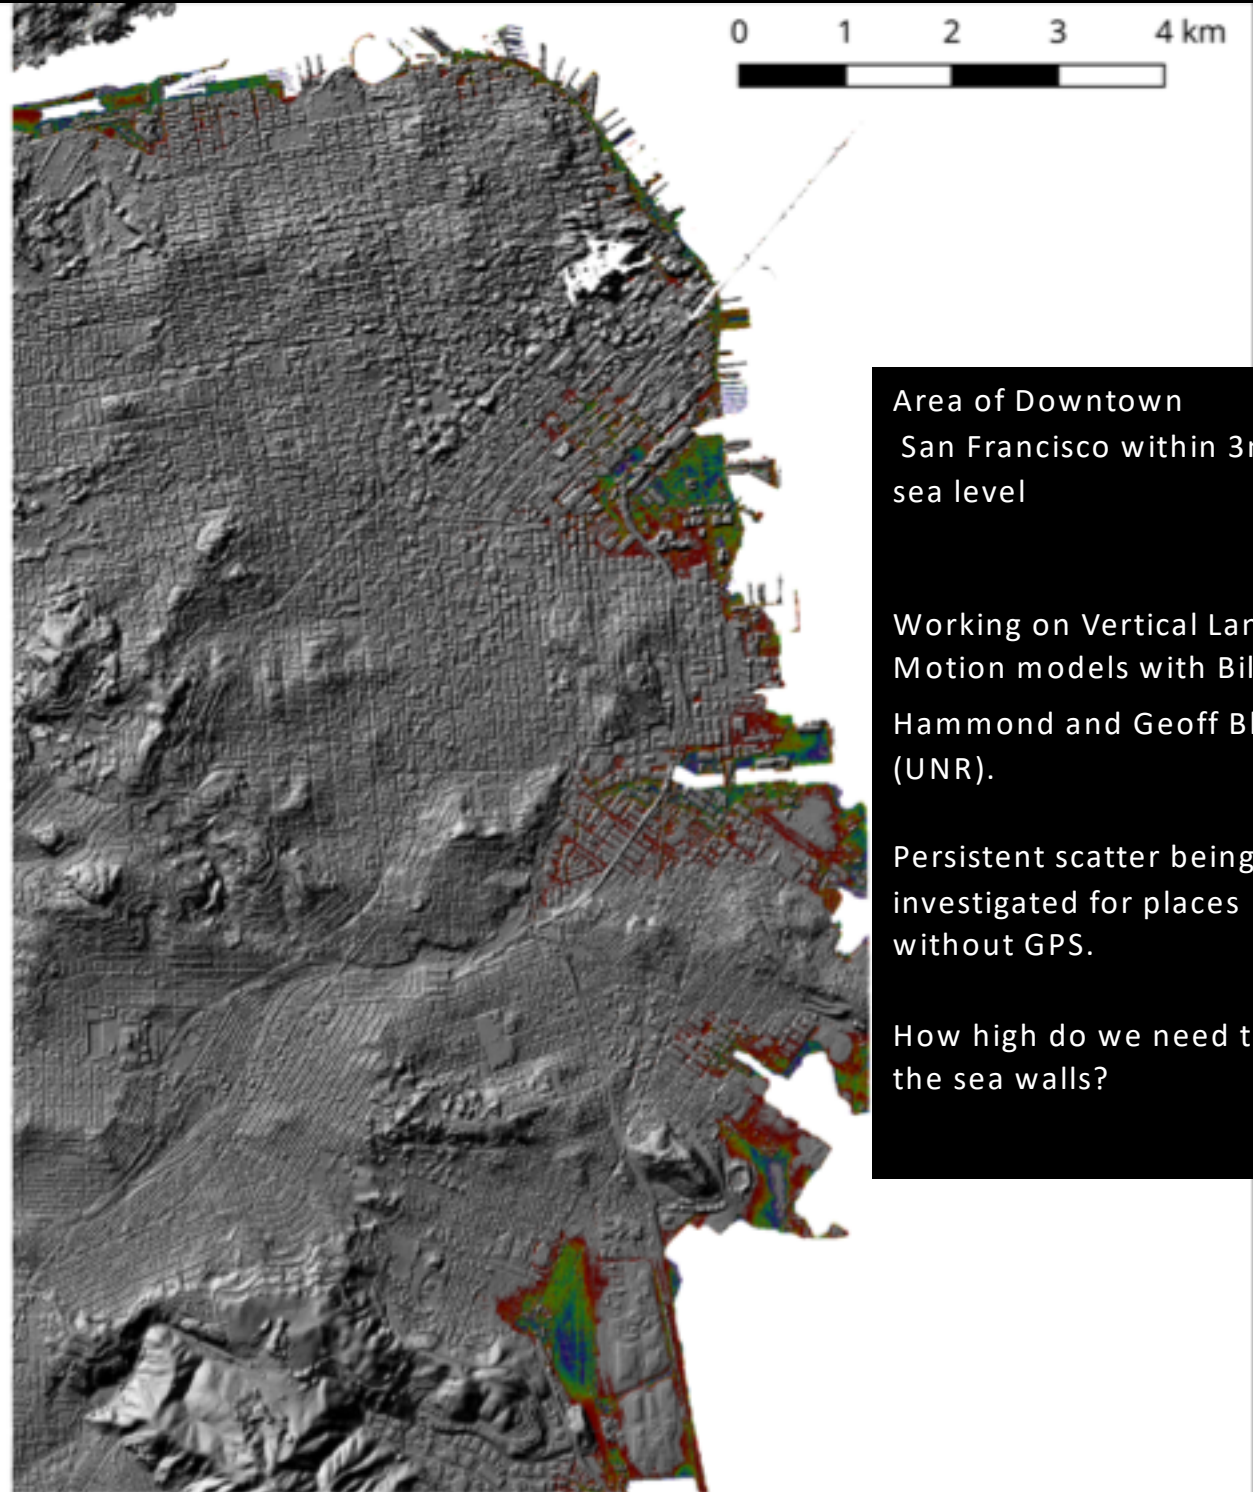 0 1 2 3 4 km
Area of Downtown
San Francisco within 3
sea level
Working on Vertical
Motion models with
Hammond and Geoff
(UNR).
Persistent scatter being
investigated for places
without GPS.
How high do we need
the sea walls?